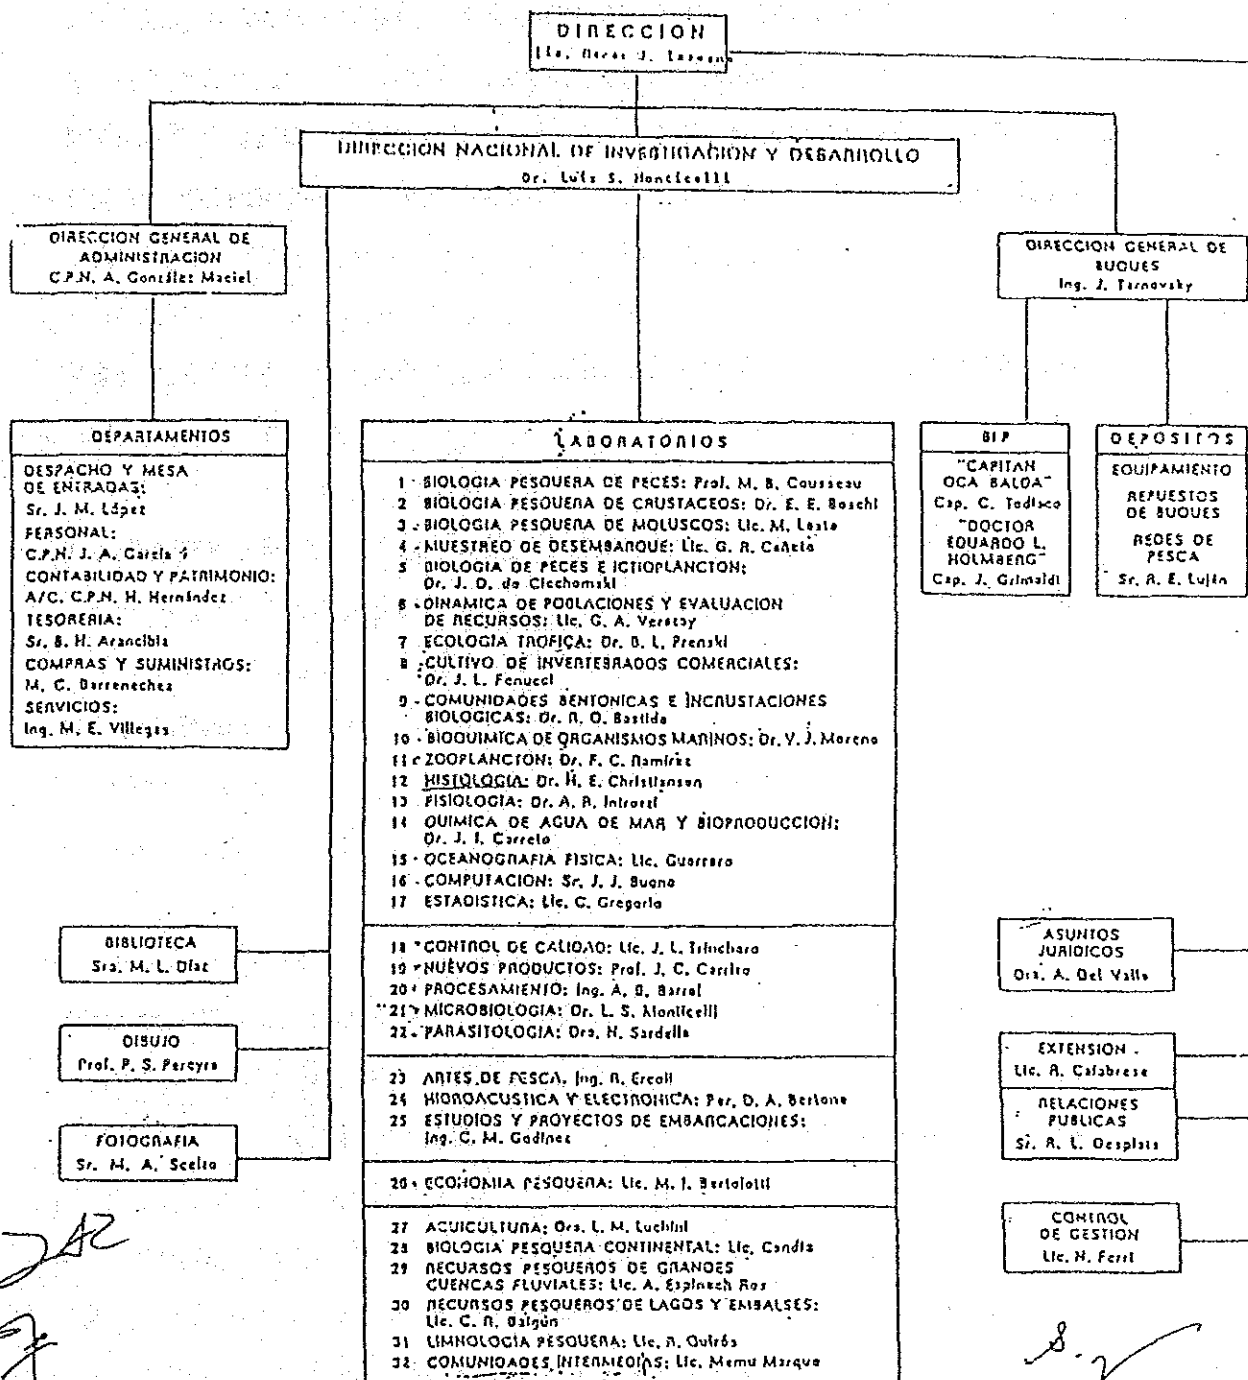 DIRECCION
Lic.
DIRECCION NACIONAL DE INVESTIGACION Y DESARROLLO
Dr. Luis S. Monticelli
DIRECCION GENERAL DE
ADMINISTRACION
C.P.N. A. González Maciel
DIRECCION GENERAL DE
BUQUES
Ing. J. Tarnovsky
DEPARTAMENTOS
DESPACHO Y MESA
DE ENTRADAS:
Sr. J. M. López
PERSONAL:
C.P.N. J. A. García
CONTABILIDAD Y PATRIMONIO:
A/C. C.P.N. H. Hernández
TESORERIA:
Sr. B. H. Arancibia
COMPRAS Y SUMINISTROS:
M. C. Barrenechea
SERVICIOS:
Ing. M. E. Villegas
LABORATORIOS
1 BIOLOGIA PESQUERA DE PECES: Prof. M. B. Cousseau
2 BIOLOGIA PESQUERA DE CRUSTACEOS: Dr. E. E. Boschi
3 BIOLOGIA PESQUERA DE MOLUSCOS: Lic. M. Lasta
4 MUESTREO DE DESEMBARQUE: Lic. G. R. Cañete
5 BIOLOGIA DE PECES E ICTIOPLANCTON:
Dr. J. D. de Ciechomski
6 DINAMICA DE POBLACIONES Y EVALUACION
DE RECURSOS: Lic. G. A. Verazay
7 ECOLOGIA TROFICA: Dr. B. L. Prenski
8 CULTIVO DE INVERTEBRADOS COMERCIALES:
Dr. J. L. Fenucci
9 COMUNIDADES BENTONICAS E INCRUSTACIONES
BIOLOGICAS: Dr. R. O. Bastida
10 BIOQUIMICA DE ORGANISMOS MARINOS: Dr. V. J. Moreno
11 ZOOPLANCTON: Dr. F. C. Ramírez
12 HISTOLOGIA: Dr. H. E. Christiansen
13 FISIOLOGIA: Dr. A. R.
14 QUIMICA DE AGUA DE MAR Y BIOPRODUCCION:
Dr. J. I. Carreto
15 OCEANOGRAFIA FISICA: Lic. Guerrero
16 COMPUTACION: Sr. J. J. Buono
17 ESTADISTICA: Lic. C. Gregorio
18 CONTROL DE CALIDAD: Lic. J. L. Trinchero
19 NUEVOS PRODUCTOS: Prof. J. C.
20 PROCESAMIENTO: Ing. A. B. Barral
21 MICROBIOLOGIA: Dr. L. S. Monticelli
22 PARASITOLOGIA: Dra. N. Sardella
23 ARTES DE PESCA, Ing. R. Ercoli
24 HIDROACUSTICA Y ELECTRONICA: Per. D. A. Bertone
25 ESTUDIOS Y PROYECTOS DE EMBARCACIONES:
Ing. C. M. Godinez
26 ECONOMIA PESQUERA: Lic. M. I. Bertolotti
27 ACUICULTURA: Dra. L. M. Luchini
28 BIOLOGIA PESQUERA CONTINENTAL: Lic. Candia
29 RECURSOS PESQUEROS DE GRANDES
CUENCAS FLUVIALES: Lic. A. Espinach Ros
30 RECURSOS PESQUEROS DE LAGOS Y EMBALSES:
Lic. C. R. Baigún
31 LIMNOLOGIA PESQUERA: Lic. R. Quirós
32 COMUNIDADES INTERMEDIAS: Lic. Memu Marque
BIP
"CAPITAN
OCA BALDA"
Cap. C. Todisco
"DOCTOR
EDUARDO L.
HOLMBERG"
Cap. J. Grimaldi
DEPOSITOS
EQUIPAMIENTO
REPUESTOS
DE BUQUES
REDES DE
PESCA
Sr. R. E. Luján
BIBLIOTECA
Sra. M. L. Díaz
DIBUJO
Prof. P. S. Pereyra
FOTOGRAFIA
Sr. M. A. Scelzo
ASUNTOS
JURIDICOS
Dra. A. Del Valle
EXTENSION
Lic. R. Calabrese
RELACIONES
PUBLICAS
Sr. R. L. Desplats
CONTROL
DE GESTION
Lic. N. Ferri